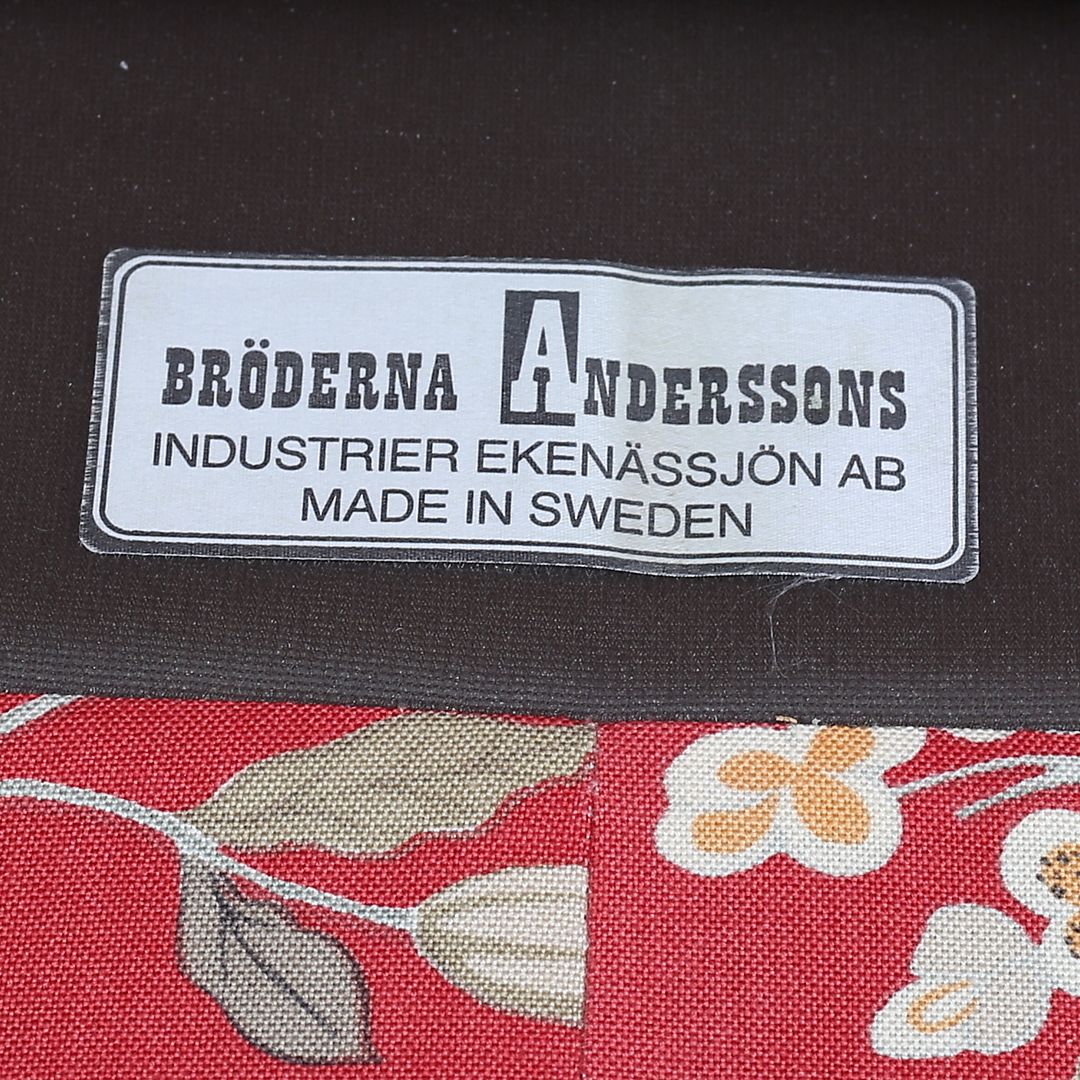 BRÖDERNA ANDERSSONS
INDUSTRIER EKENÄSSJÖN AB
MADE IN SWEDEN